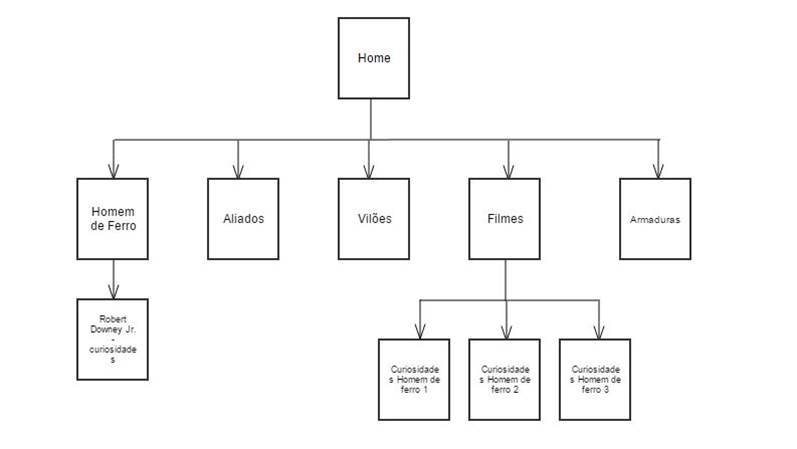 Home
Homem
de Ferro
Aliados
Vilões
Filmes
Armaduras
Robert
Downey Jr.
-
curiosidade
s
Curiosidade
s Homem de
ferro 1
Curiosidade
s Homem de
ferro 2
Curiosidade
s Homem de
ferro 3